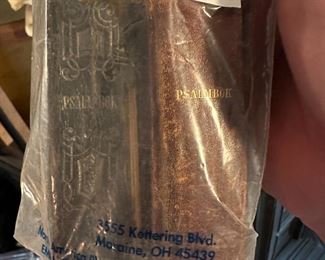 PSALMBOK
PSALMBOK
3555 Kettering Blvd.
Moraine, OH 45439